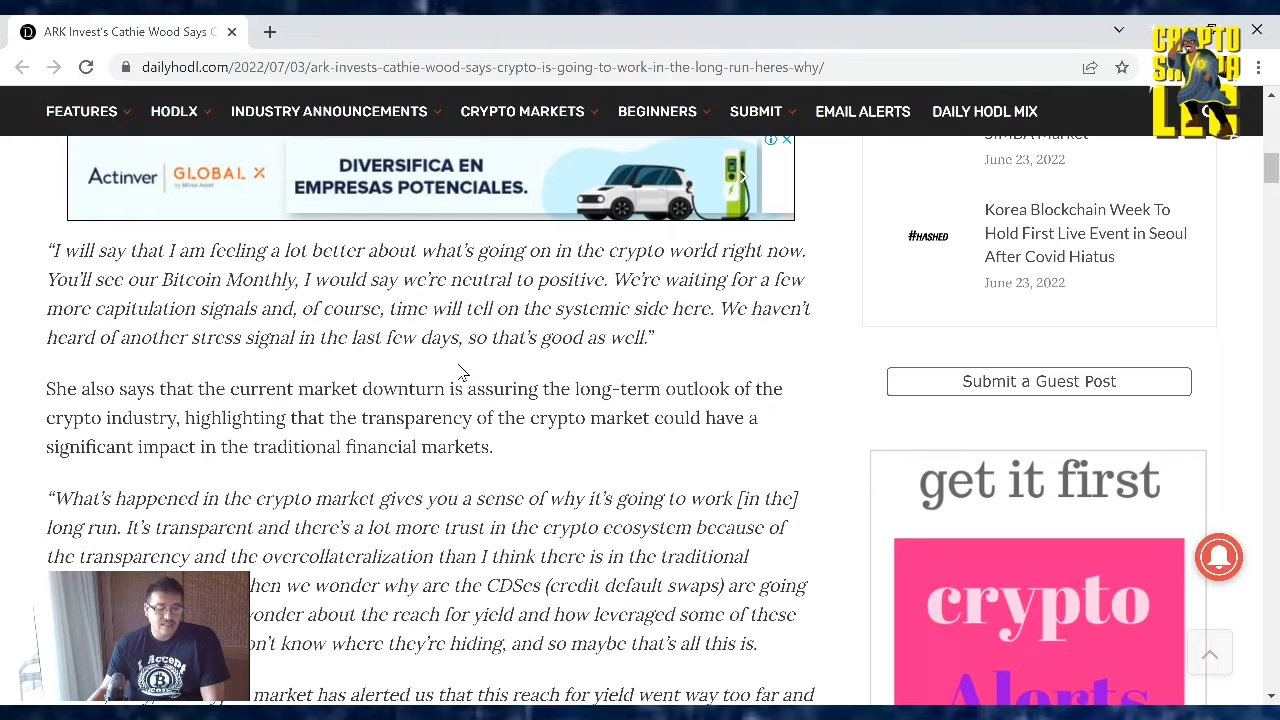 ARK Invest's Cathie Wood Says C
dailyhodl.com/2022/07/03/ark-invests-cathie-wood-says-crypto-is-going-to-work-in-the-long-run-heres-why/
CRYPTO
LEO
FEATURES HODLX INDUSTRY ANNOUNCEMENTS CRYPTO MARKETS BEGINNERS SUBMIT EMAIL ALERTS DAILY HODL MIX
Actinver GLOBAL X
by Mirae Asset
DIVERSIFICA EN
EMPRESAS POTENCIALES.
“I will say that I am feeling a lot better about what’s going on in the crypto world right now.
You’ll see our Bitcoin Monthly, I would say we’re neutral to positive. We’re waiting for a few
more capitulation signals and, of course, time will tell on the systemic side here. We haven’t
heard of another stress signal in the last few days, so that’s good as well.”
She also says that the current market downturn is assuring the long-term outlook of the
crypto industry, highlighting that the transparency of the crypto market could have a
significant impact in the traditional financial markets.
“What’s happened in the crypto market gives you a sense of why it’s going to work [in the]
long run. It’s transparent and there’s a lot more trust in the crypto ecosystem because of
the transparency and the overcollateralization than I think there is in the traditional
hen we wonder why are the CDSes (credit default swaps) are going
wonder about the reach for yield and how leveraged some of these
on’t know where they’re hiding, and so maybe that’s all this is.
market has alerted us that this reach for yield went way too far and
SIMBA Market
June 23, 2022
#HASHED
Korea Blockchain Week To
Hold First Live Event in Seoul
After Covid Hiatus
June 23, 2022
Submit a Guest Post
get it first
crypto
Alerts